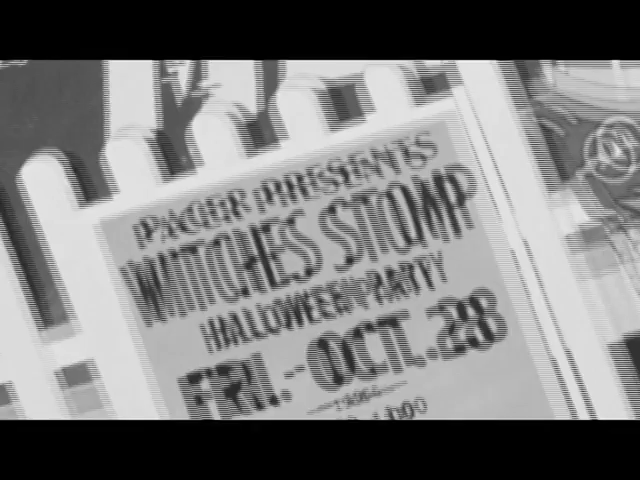 PACER PRESENTS
WITCHES STOMP
HALLOWEEN PARTY
FRI.-OCT.28